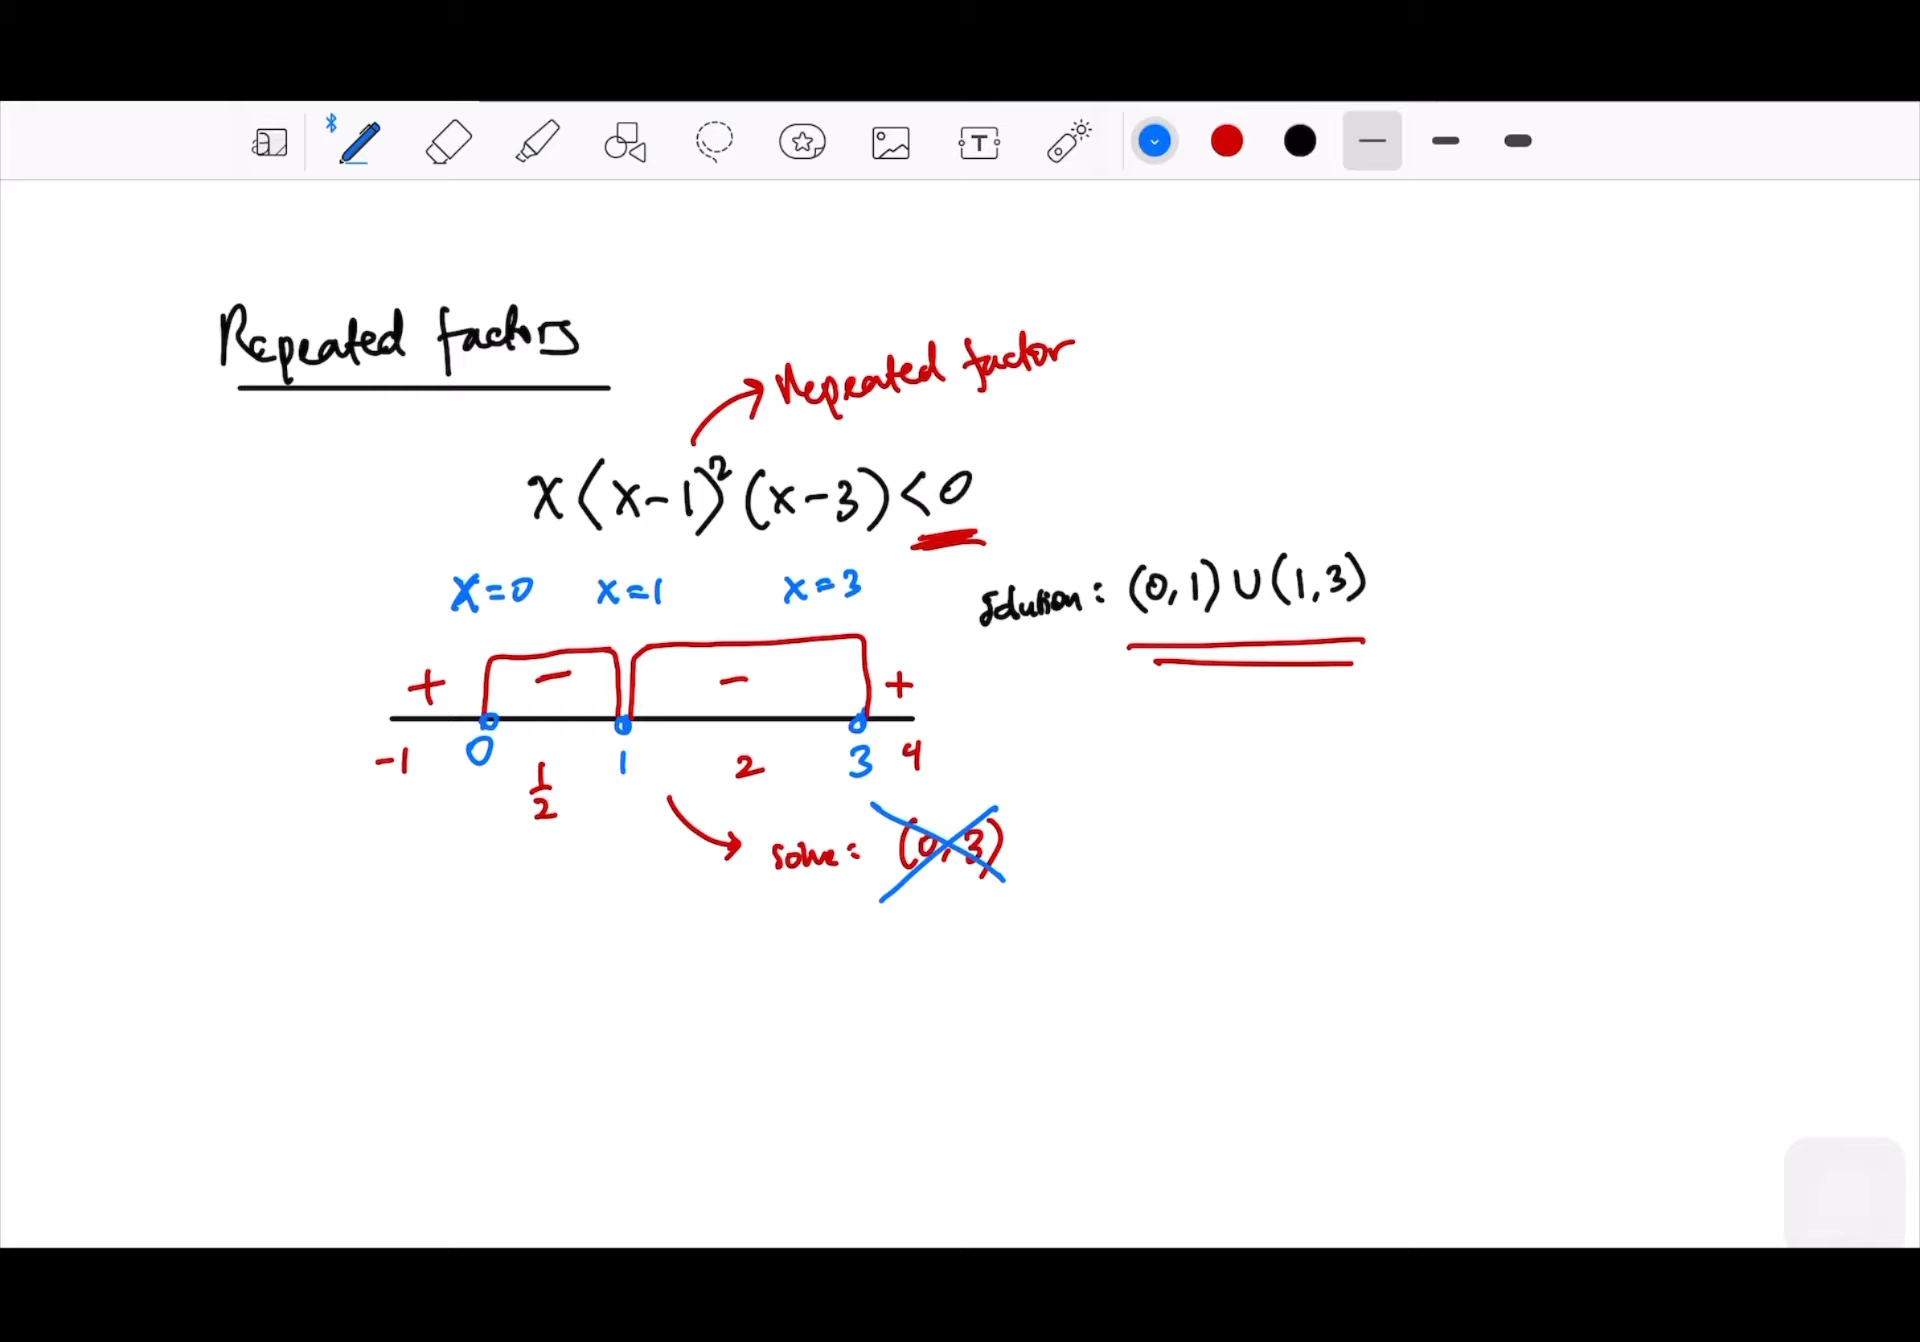 Repeated factors
Repeated factor
x(x-1)²(x-3)<0
x=0 x=1 x=3
solution: (0,1)∪(1,3)
+ - - +
-1 0 1/2 1 2 3 4
solve: (0,3)
T